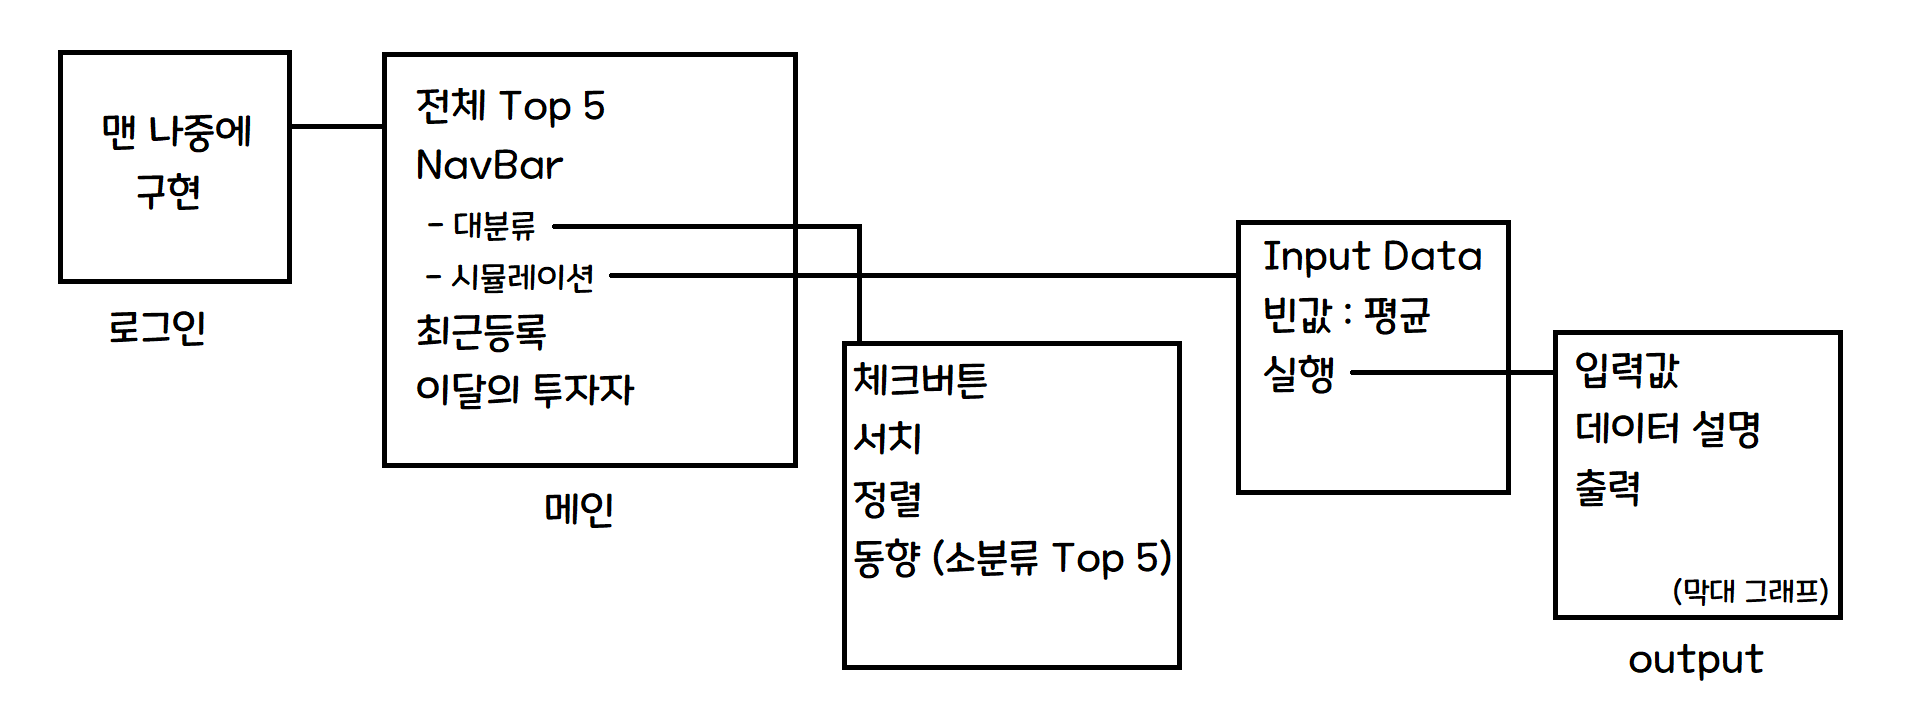 맨 나중에
구현
로그인
전체 Top 5
NavBar
- 대분류
- 시뮬레이션
최근등록
이달의 투자자
메인
체크버튼
서치
정렬
동향 (소분류 Top 5)
Input Data
빈값 : 평균
실행
입력값
데이터 설명
출력
(막대 그래프)
output